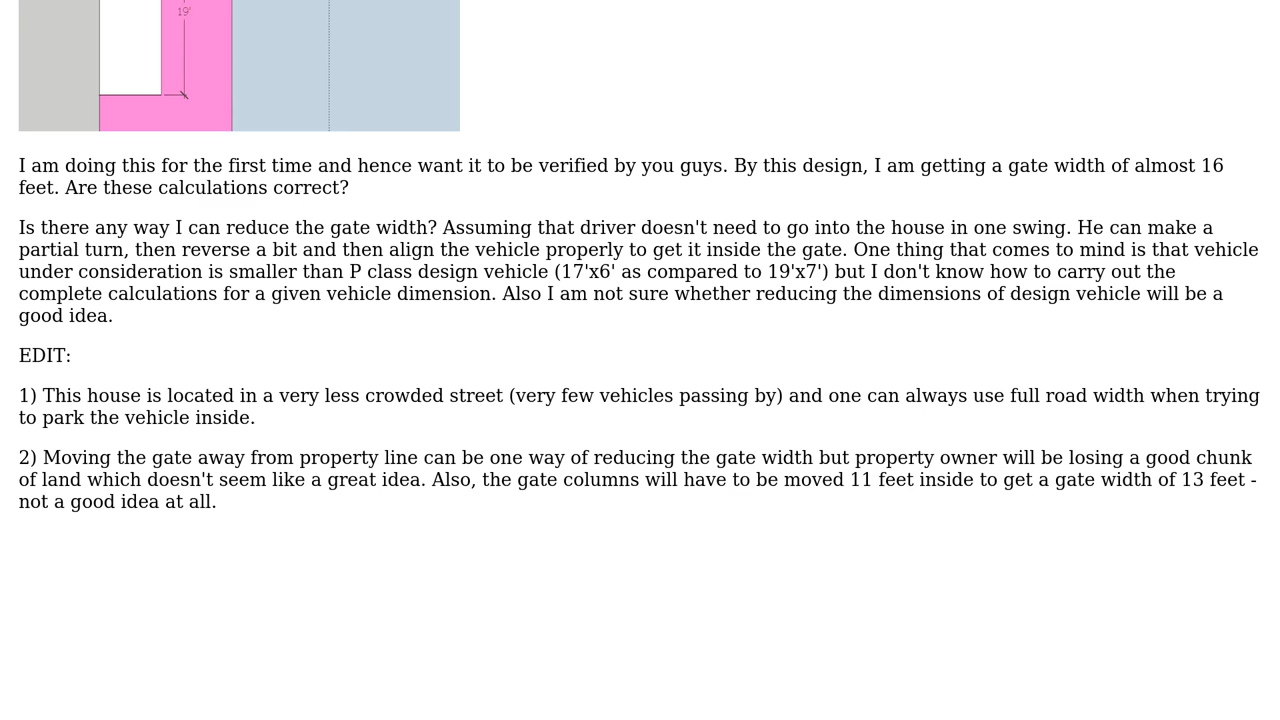 19'
I am doing this for the first time and hence want it to be verified by you guys. By this design, I am getting a gate width of almost 16
feet. Are these calculations correct?
Is there any way I can reduce the gate width? Assuming that driver doesn't need to go into the house in one swing. He can make a
partial turn, then reverse a bit and then align the vehicle properly to get it inside the gate. One thing that comes to mind is that vehicle
under consideration is smaller than P class design vehicle (17'x6' as compared to 19'x7') but I don't know how to carry out the
complete calculations for a given vehicle dimension. Also I am not sure whether reducing the dimensions of design vehicle will be a
good idea.
EDIT:
1) This house is located in a very less crowded street (very few vehicles passing by) and one can always use full road width when trying
to park the vehicle inside.
2) Moving the gate away from property line can be one way of reducing the gate width but property owner will be losing a good chunk
of land which doesn't seem like a great idea. Also, the gate columns will have to be moved 11 feet inside to get a gate width of 13 feet -
not a good idea at all.